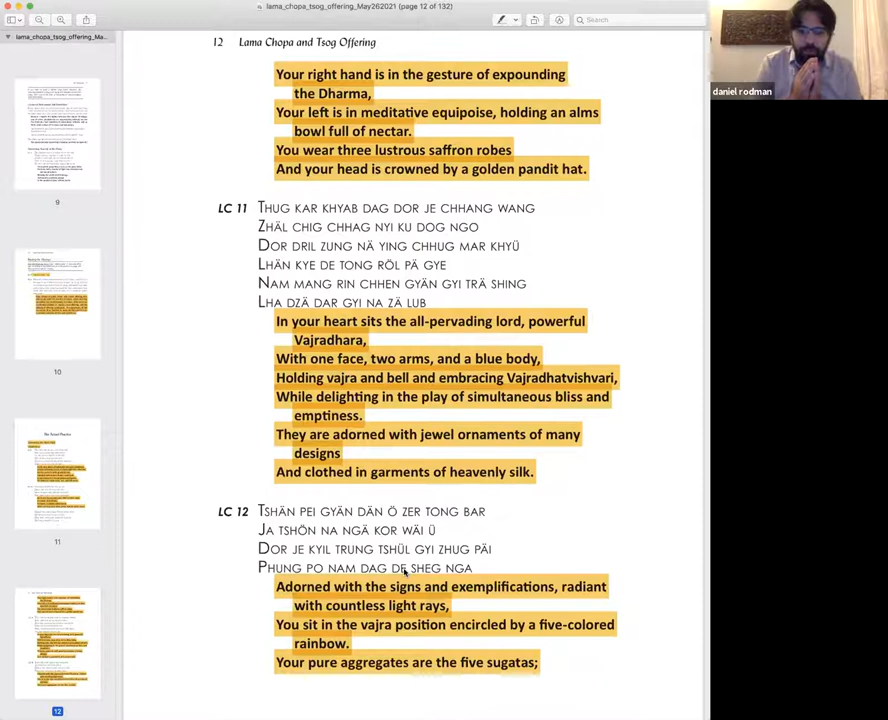 lama_chopa_tsog_offering_May262021 (page 12 of 132)
Search
lama_chopa_tsog_offering_Ma...
daniel rodman
9
10
11
12
12 Lama Chopa and Tsog Offering
Your right hand is in the gesture of expounding
the Dharma,
Your left is in meditative equipoise, holding an alms
bowl full of nectar.
You wear three lustrous saffron robes
And your head is crowned by a golden pandit hat.
LC 11 THUG KAR KHYAB DAG DOR JE CHHANG WANG
ZHÄL CHIG CHHAG NYI KU DOG NGO
DOR DRIL ZUNG NÄ YING CHHUG MAR KHYÜ
LHÄN KYE DE TONG RÖL PÄ GYE
NAM MANG RIN CHHEN GYÄN GYI TRÄ SHING
LHA DZÄ DAR GYI NA ZÄ LUB
In your heart sits the all-pervading lord, powerful
Vajradhara,
With one face, two arms, and a blue body,
Holding vajra and bell and embracing Vajradhatvishvari,
While delighting in the play of simultaneous bliss and
emptiness.
They are adorned with jewel ornaments of many
designs
And clothed in garments of heavenly silk.
LC 12 TSHÄN PEI GYÄN DÄN Ö ZER TONG BAR
JA TSHÖN NA NGÄ KOR WÄI Ü
DOR JE KYIL TRUNG TSHÜL GYI ZHUG PÄI
PHUNG PO NAM DAG DE SHEG NGA
Adorned with the signs and exemplifications, radiant
with countless light rays,
You sit in the vajra position encircled by a five-colored
rainbow.
Your pure aggregates are the five sugatas;